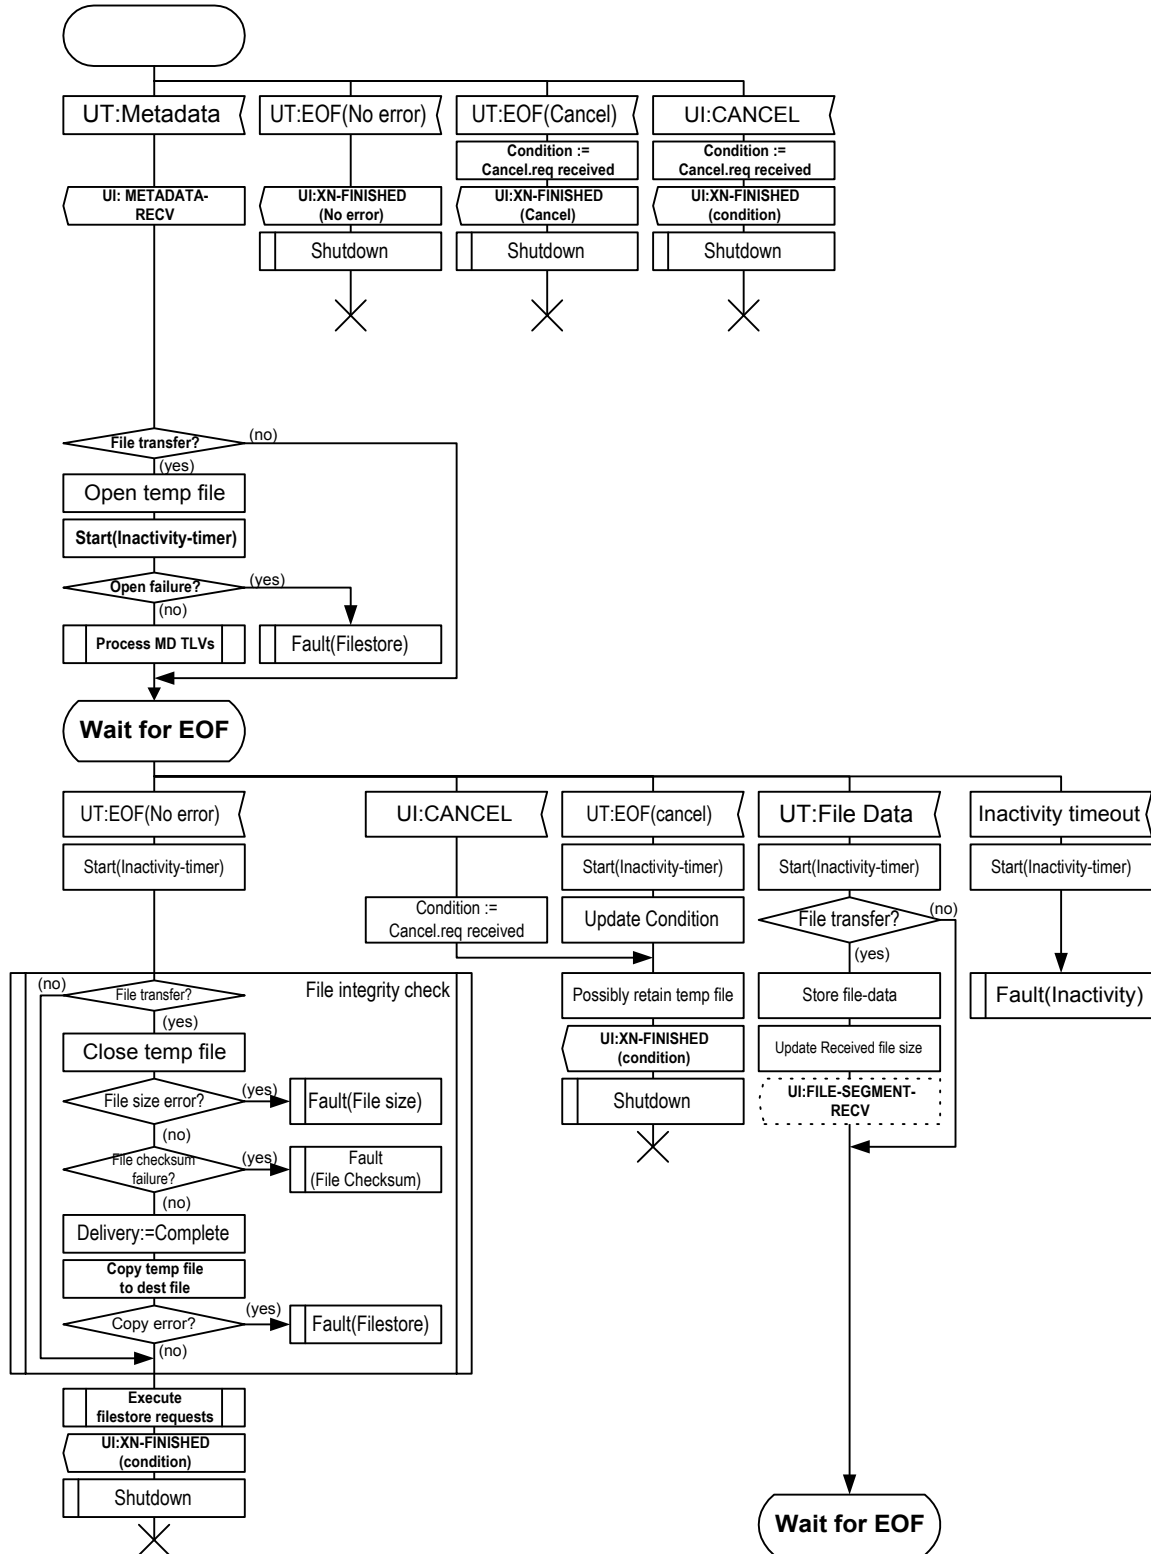 UT:Metadata
UT:EOF(No error)
UT:EOF(Cancel)
UI:CANCEL
Condition :=
Cancel.req received
Condition :=
Cancel.req received
UI: METADATA-
RECV
UI:XN-FINISHED
(No error)
UI:XN-FINISHED
(Cancel)
UI:XN-FINISHED
(condition)
Shutdown
Shutdown
Shutdown
File transfer?
(no)
(yes)
Open temp file
Start(Inactivity-timer)
Open failure?
(yes)
(no)
Process MD TLVs
Fault(Filestore)
Wait for EOF
UT:EOF(No error)
UI:CANCEL
UT:EOF(cancel)
UT:File Data
Inactivity timeout
Start(Inactivity-timer)
Start(Inactivity-timer)
Start(Inactivity-timer)
Start(Inactivity-timer)
Condition :=
Cancel.req received
Update Condition
File transfer?
(no)
(yes)
(no)
File transfer?
File integrity check
Possibly retain temp file
Store file-data
Fault(Inactivity)
(yes)
Close temp file
UI:XN-FINISHED
(condition)
Update Received file size
File size error?
(yes)
Fault(File size)
Shutdown
UI:FILE-SEGMENT-
RECV
(no)
File checksum
failure?
(yes)
Fault
(File Checksum)
(no)
Delivery:=Complete
Copy temp file
to dest file
Copy error?
(yes)
Fault(Filestore)
(no)
Execute
filestore requests
UI:XN-FINISHED
(condition)
Shutdown
Wait for EOF